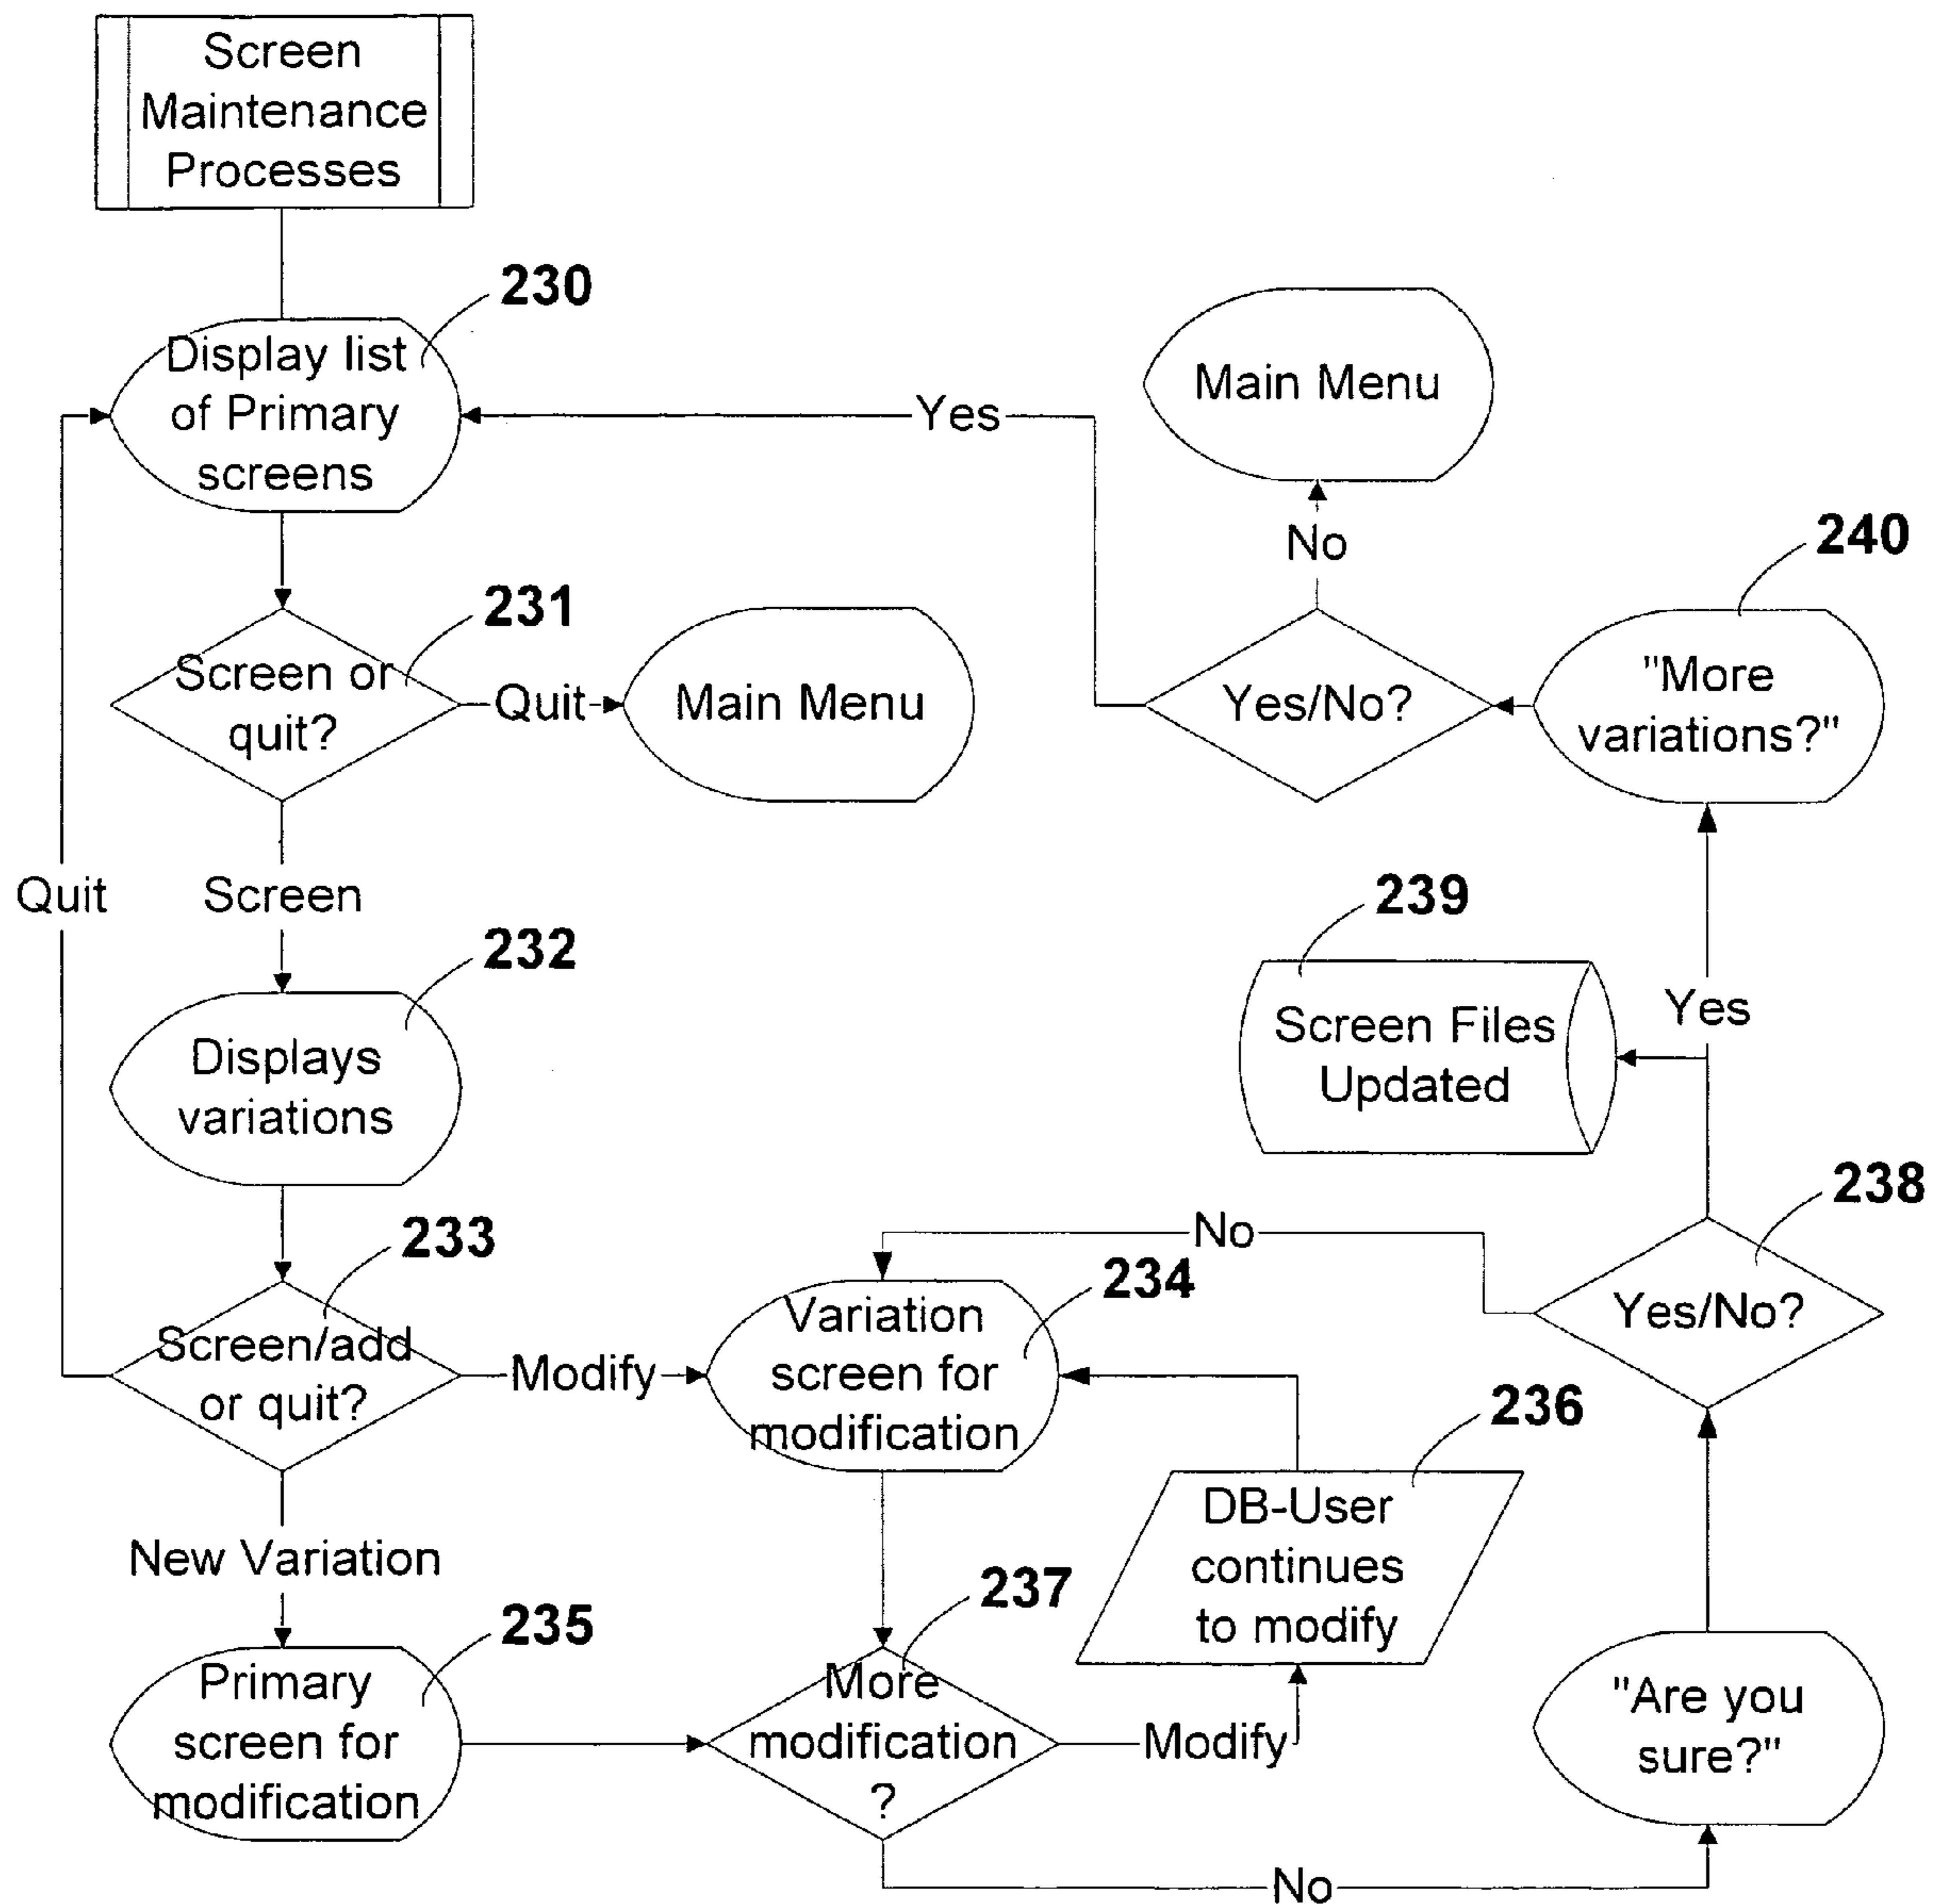 Screen
Maintenance
Processes
230
Display list
of Primary
screens
Yes
Main Menu
No
240
231
Screen or
quit?
Quit
Main Menu
Yes/No?
"More
variations?"
Quit
Screen
239
232
Screen Files
Updated
Yes
Displays
variations
238
233
No
234
Screen/add
or quit?
Modify
Variation
screen for
modification
Yes/No?
236
DB-User
continues
to modify
New Variation
237
235
Primary
screen for
modification
More
modification
?
Modify
"Are you
sure?"
No